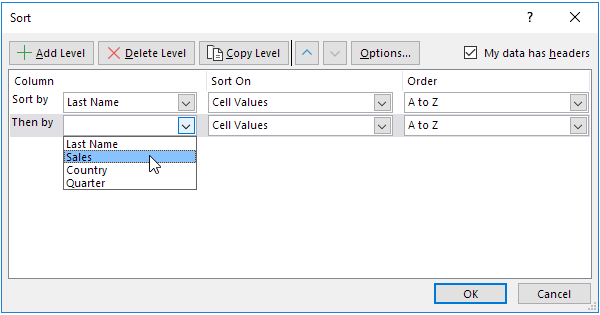 Sort
?
Add Level Delete Level Copy Level Options... My data has headers
Column Sort On Order
Sort by Last Name Cell Values A to Z
Then by Cell Values A to Z
Last Name
Sales
Country
Quarter
OK Cancel